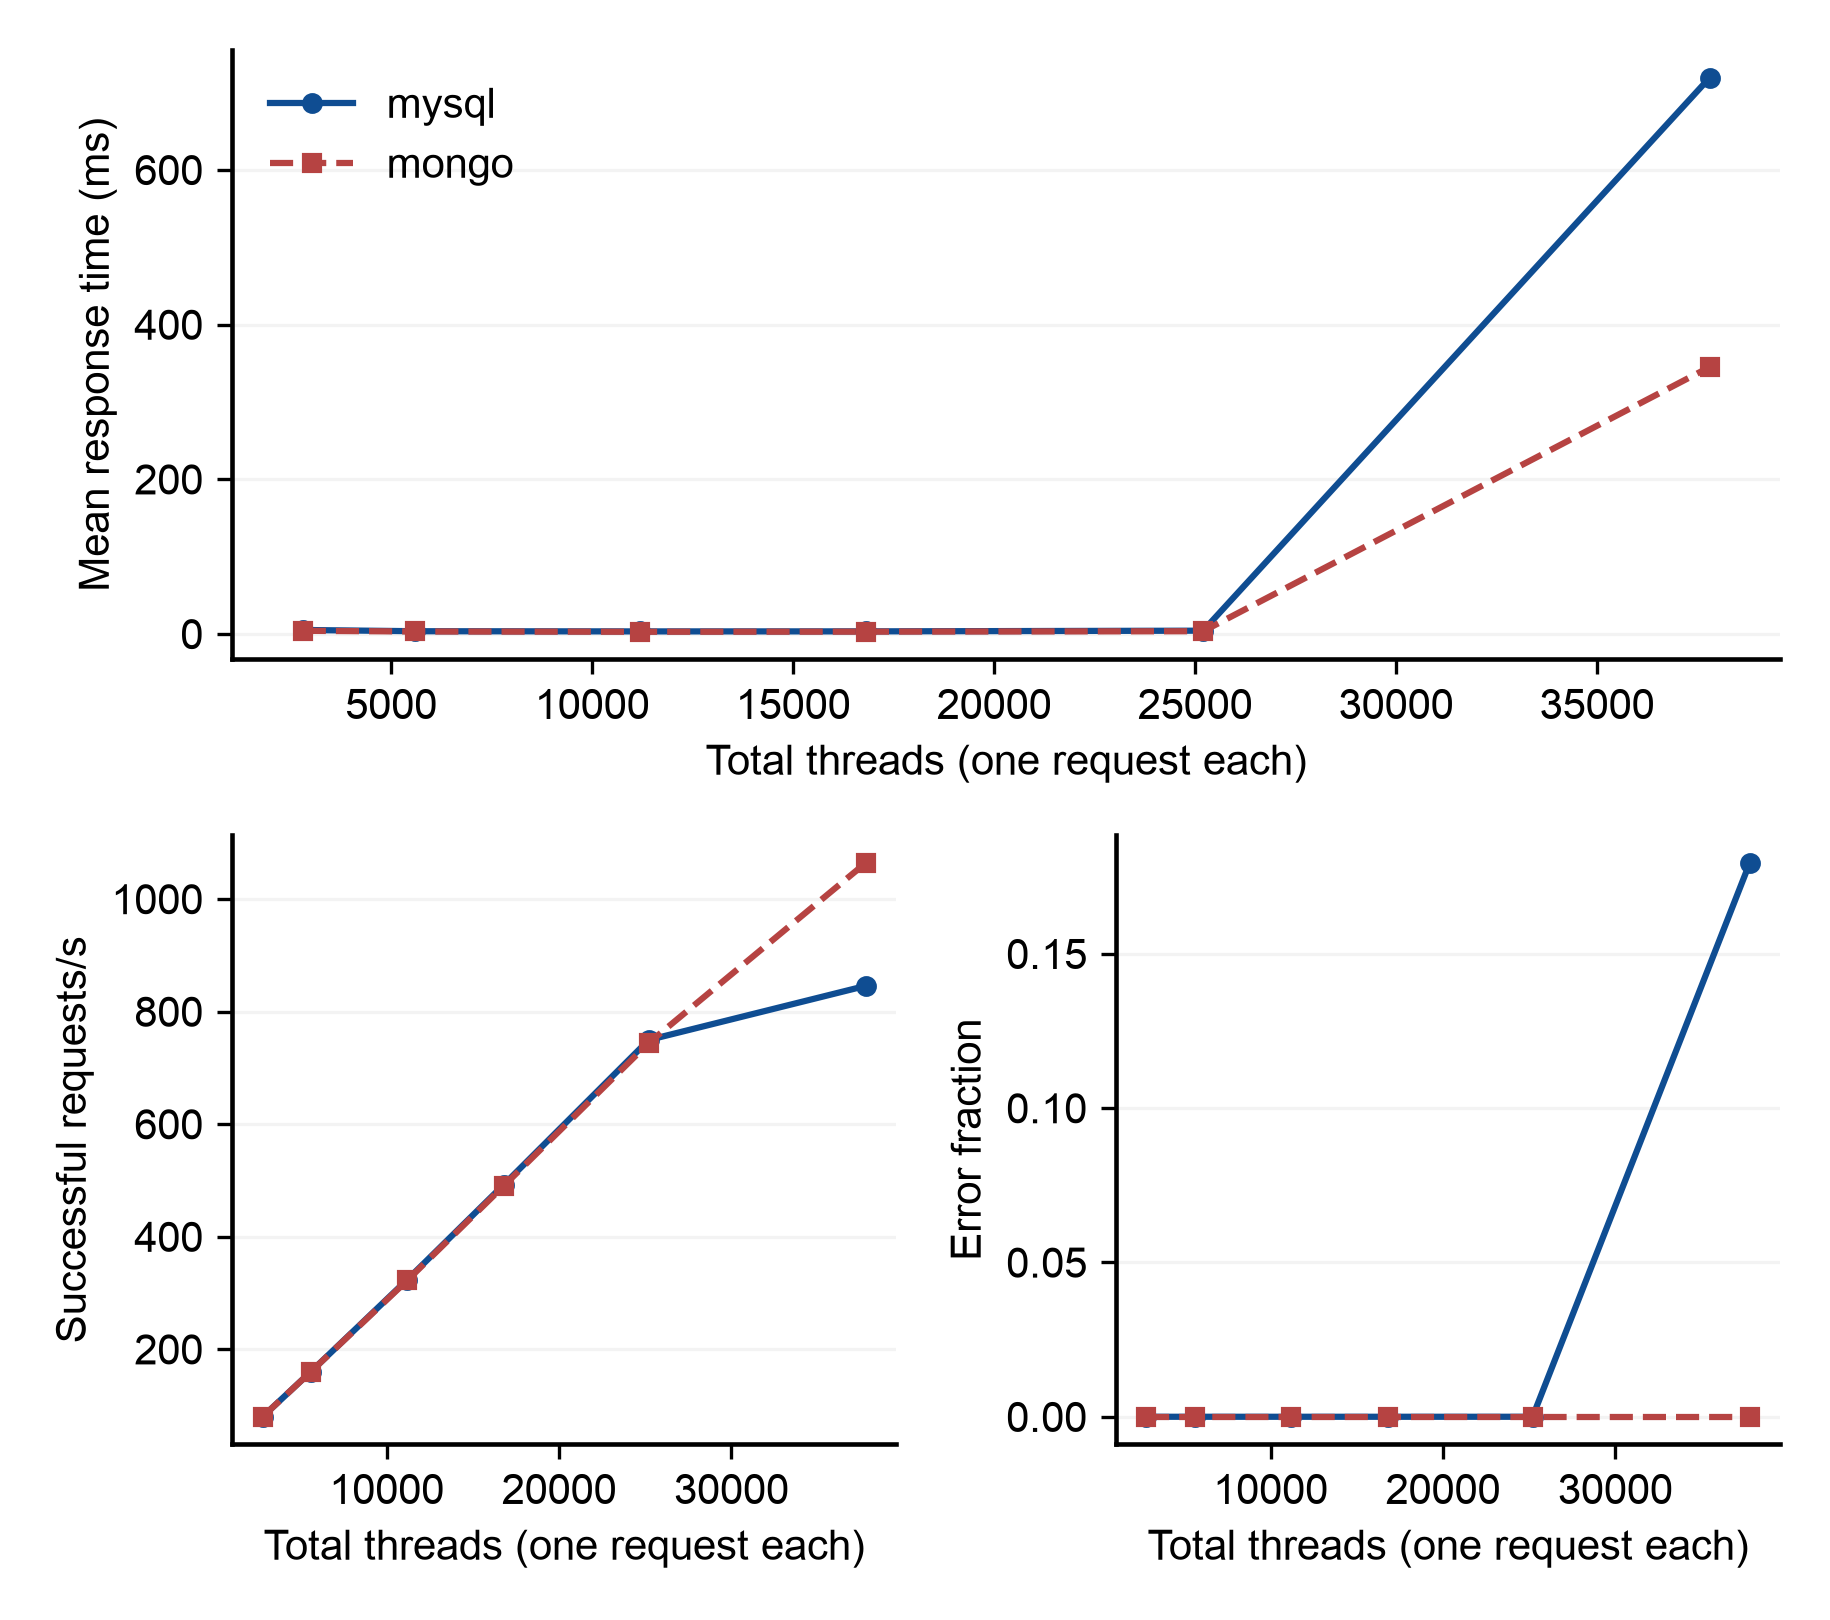 mysql
mongo
Mean response time (ms)
600
400
200
0
5000 10000 15000 20000 25000 30000 35000
Total threads (one request each)
Successful requests/s
1000
800
600
400
200
10000 20000 30000
Total threads (one request each)
Error fraction
0.15
0.10
0.05
0.00
10000 20000 30000
Total threads (one request each)